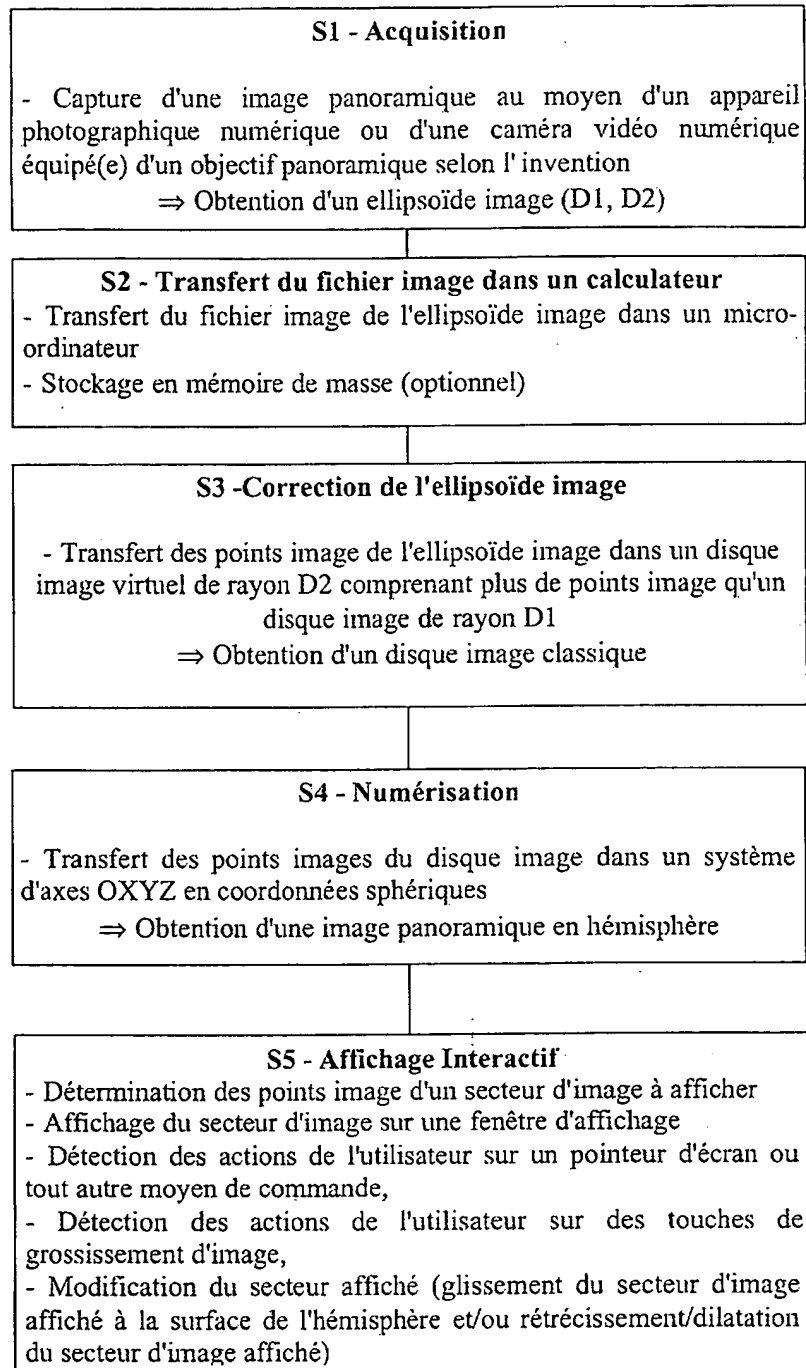 S1 - Acquisition
- Capture d'une image panoramique au moyen d'un appareil
photographique numérique ou d'une caméra vidéo numérique
équipé(e) d'un objectif panoramique selon l' invention
⇒ Obtention d'un ellipsoïde image (D1, D2)
S2 - Transfert du fichier image dans un calculateur
- Transfert du fichier image de l'ellipsoïde image dans un micro-
ordinateur
- Stockage en mémoire de masse (optionnel)
S3 -Correction de l'ellipsoïde image
- Transfert des points image de l'ellipsoïde image dans un disque
image virtuel de rayon D2 comprenant plus de points image qu'un
disque image de rayon D1
⇒ Obtention d'un disque image classique
S4 - Numérisation
- Transfert des points images du disque image dans un système
d'axes OXYZ en coordonnées sphériques
⇒ Obtention d'une image panoramique en hémisphère
S5 - Affichage Interactif
- Détermination des points image d'un secteur d'image à afficher
- Affichage du secteur d'image sur une fenêtre d'affichage
- Détection des actions de l'utilisateur sur un pointeur d'écran ou
tout autre moyen de commande,
- Détection des actions de l'utilisateur sur des touches de
grossissement d'image,
- Modification du secteur affiché (glissement du secteur d'image
affiché à la surface de l'hémisphère et/ou rétrécissement/dilatation
du secteur d'image affiché)